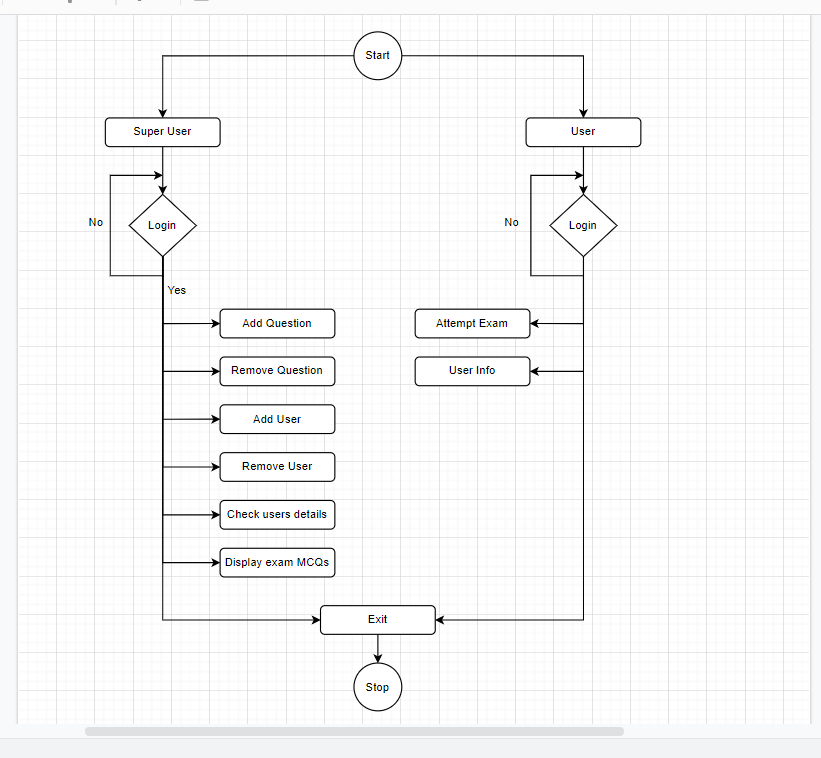 Start
Super User
User
No
Login
No
Login
Yes
Add Question
Attempt Exam
Remove Question
User Info
Add User
Remove User
Check users details
Display exam MCQs
Exit
Stop